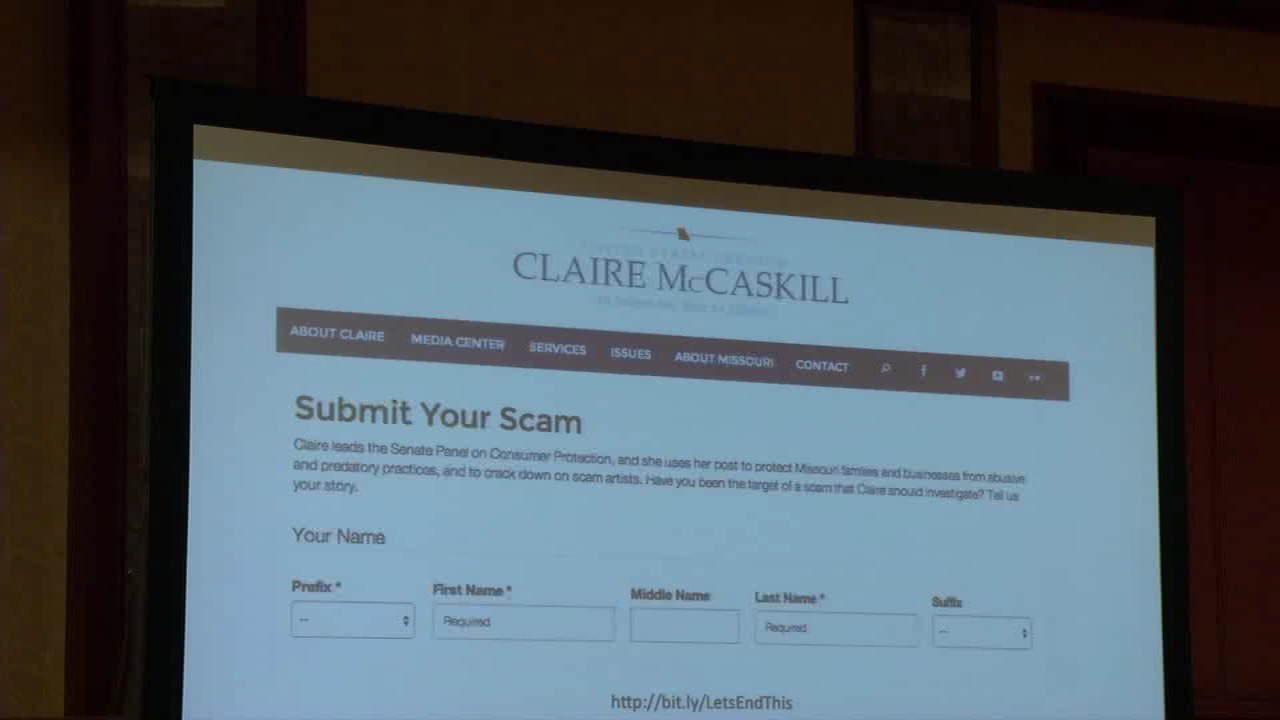 CLAIRE McCASKILL
ABOUT CLAIRE MEDIA CENTER SERVICES ISSUES ABOUT MISSOURI CONTACT
Submit Your Scam
Claire leads the Senate Panel on Consumer Protection, and she uses her post to protect Missouri families and businesses from abusive
and predatory practices, and to crack down on scam artists. Have you been the target of a scam that Claire should investigate? Tell us
your story.
Your Name
Prefix * First Name * Middle Name Last Name * Suffix
-- Required Required --
http://bit.ly/LetsEndThis